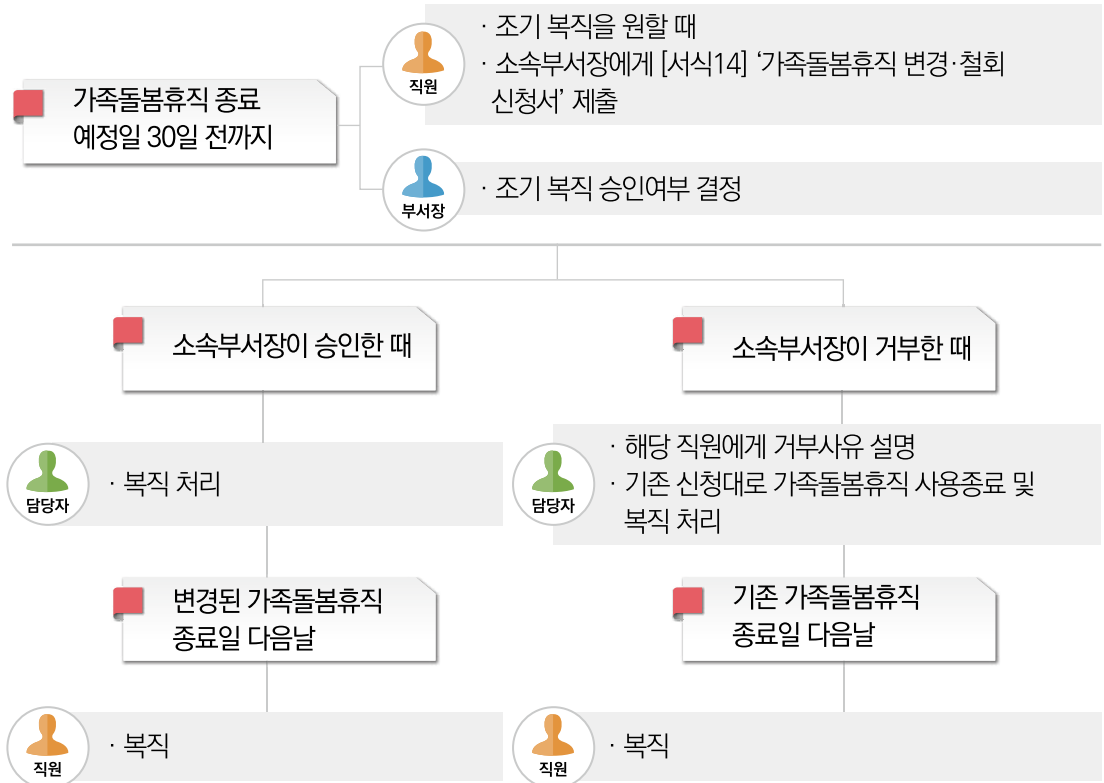 가족돌봄휴직 종료
예정일 30일 전까지
직원
· 조기 복직을 원할 때
· 소속부서장에게 [서식14] ‘가족돌봄휴직 변경·철회
신청서’ 제출
부서장
· 조기 복직 승인여부 결정
소속부서장이 승인한 때
담당자
· 복직 처리
변경된 가족돌봄휴직
종료일 다음날
직원
· 복직
소속부서장이 거부한 때
담당자
· 해당 직원에게 거부사유 설명
· 기존 신청대로 가족돌봄휴직 사용종료 및
복직 처리
기존 가족돌봄휴직
종료일 다음날
직원
· 복직